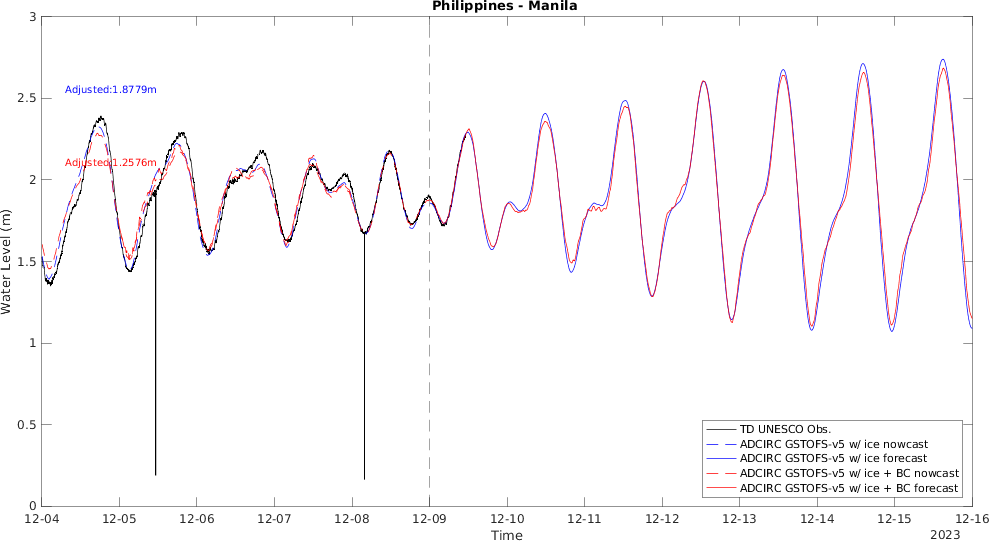 Philippines - Manila
3
2.5
2
1.5
1
0.5
0
Water Level (m)
Adjusted:1.8779m
Adjusted:1.2576m
TD UNESCO Obs.
ADCIRC GSTOFS-v5 w/ ice nowcast
ADCIRC GSTOFS-v5 w/ ice forecast
ADCIRC GSTOFS-v5 w/ ice + BC nowcast
ADCIRC GSTOFS-v5 w/ ice + BC forecast
12-04 12-05 12-06 12-07 12-08 12-09 12-10 12-11 12-12 12-13 12-14 12-15 12-16
Time
2023